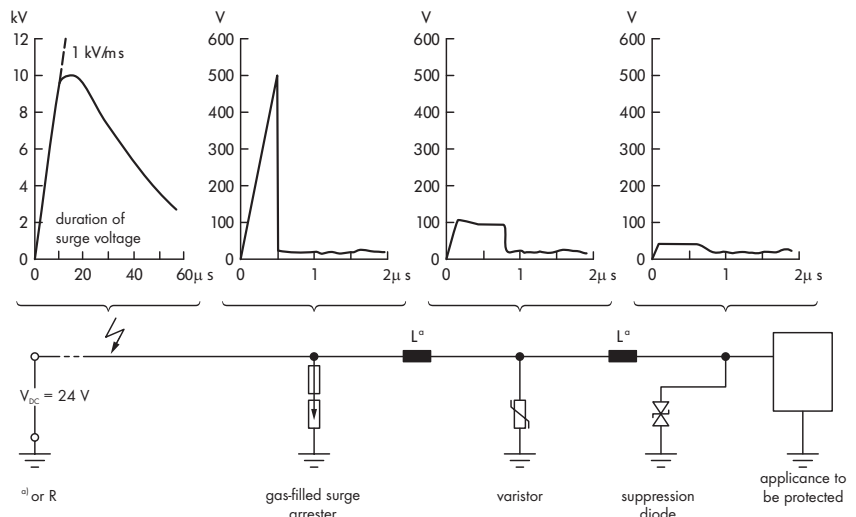 kV
V
V
V
12
10
8
6
4
2
0
1 kV/ms
duration of
surge voltage
0 20 40 60µ s
600
500
400
300
200
100
0
0 1 2µ s
600
500
400
300
200
100
0
0 1 2µ s
600
500
400
300
200
100
0
0 1 2µ s
Lᵃ
Lᵃ
V_DC = 24 V
ᵃ⁾ or R
gas-filled surge
arrester
varistor
suppression
diode
applicance to
be protected